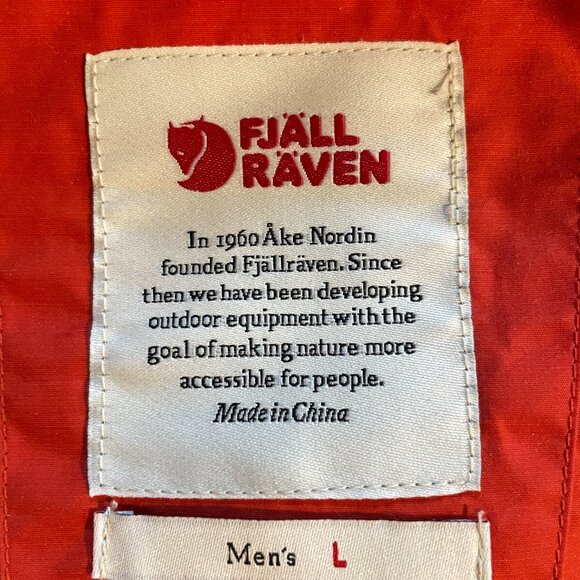 FJÄLL
RÄVEN
In 1960 Åke Nordin
founded Fjällräven. Since
then we have been developing
outdoor equipment with the
goal of making nature more
accessible for people.
Made in China
Men's L